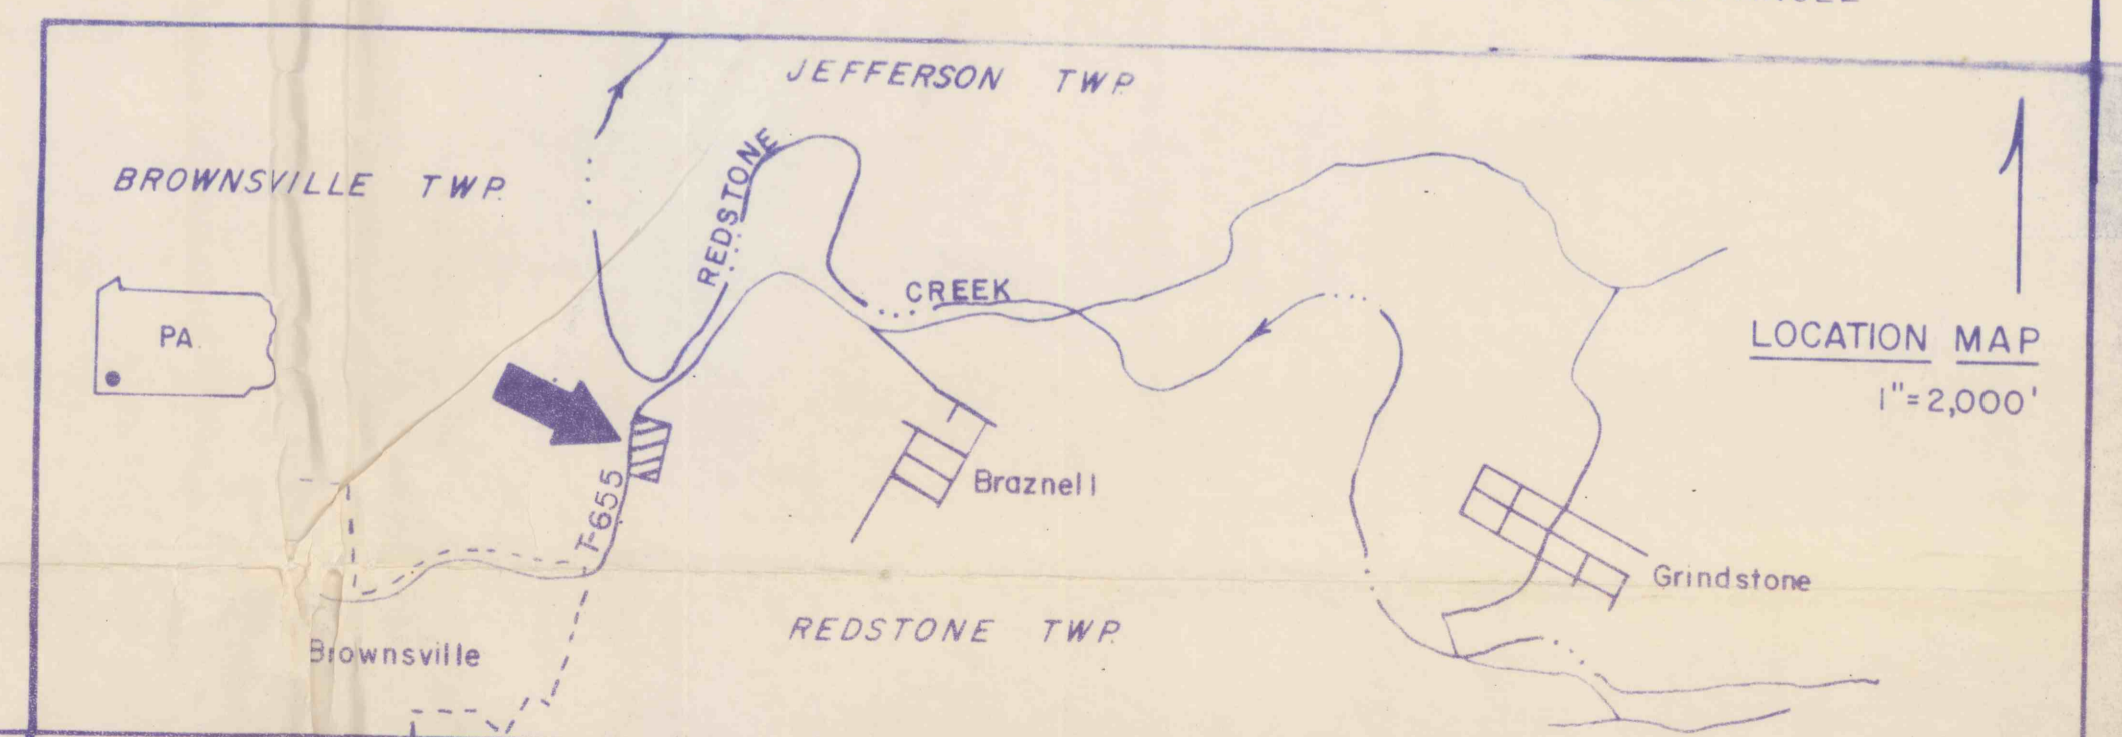 JEFFERSON TWP.
BROWNSVILLE TWP.
REDSTONE
CREEK
PA.
LOCATION MAP
1"=2,000'
T-655
Braznell
Grindstone
REDSTONE TWP.
Brownsville